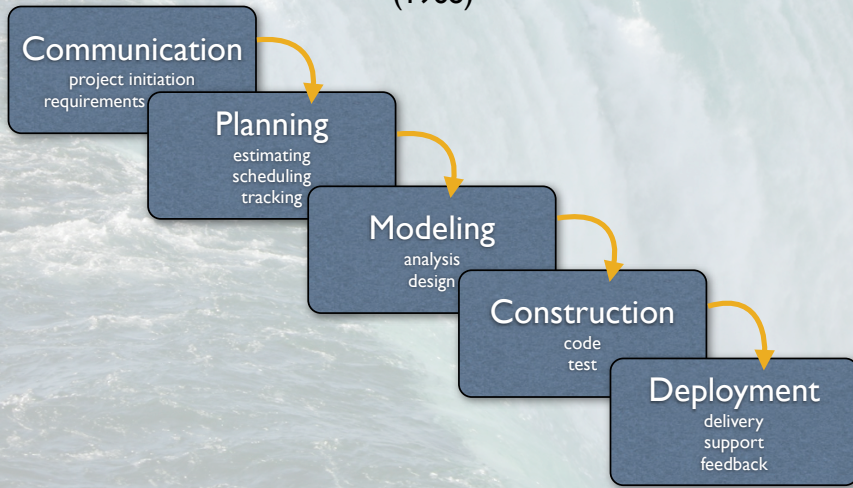 Communication
project initiation
requirements
Planning
estimating
scheduling
tracking
Modeling
analysis
design
Construction
code
test
Deployment
delivery
support
feedback